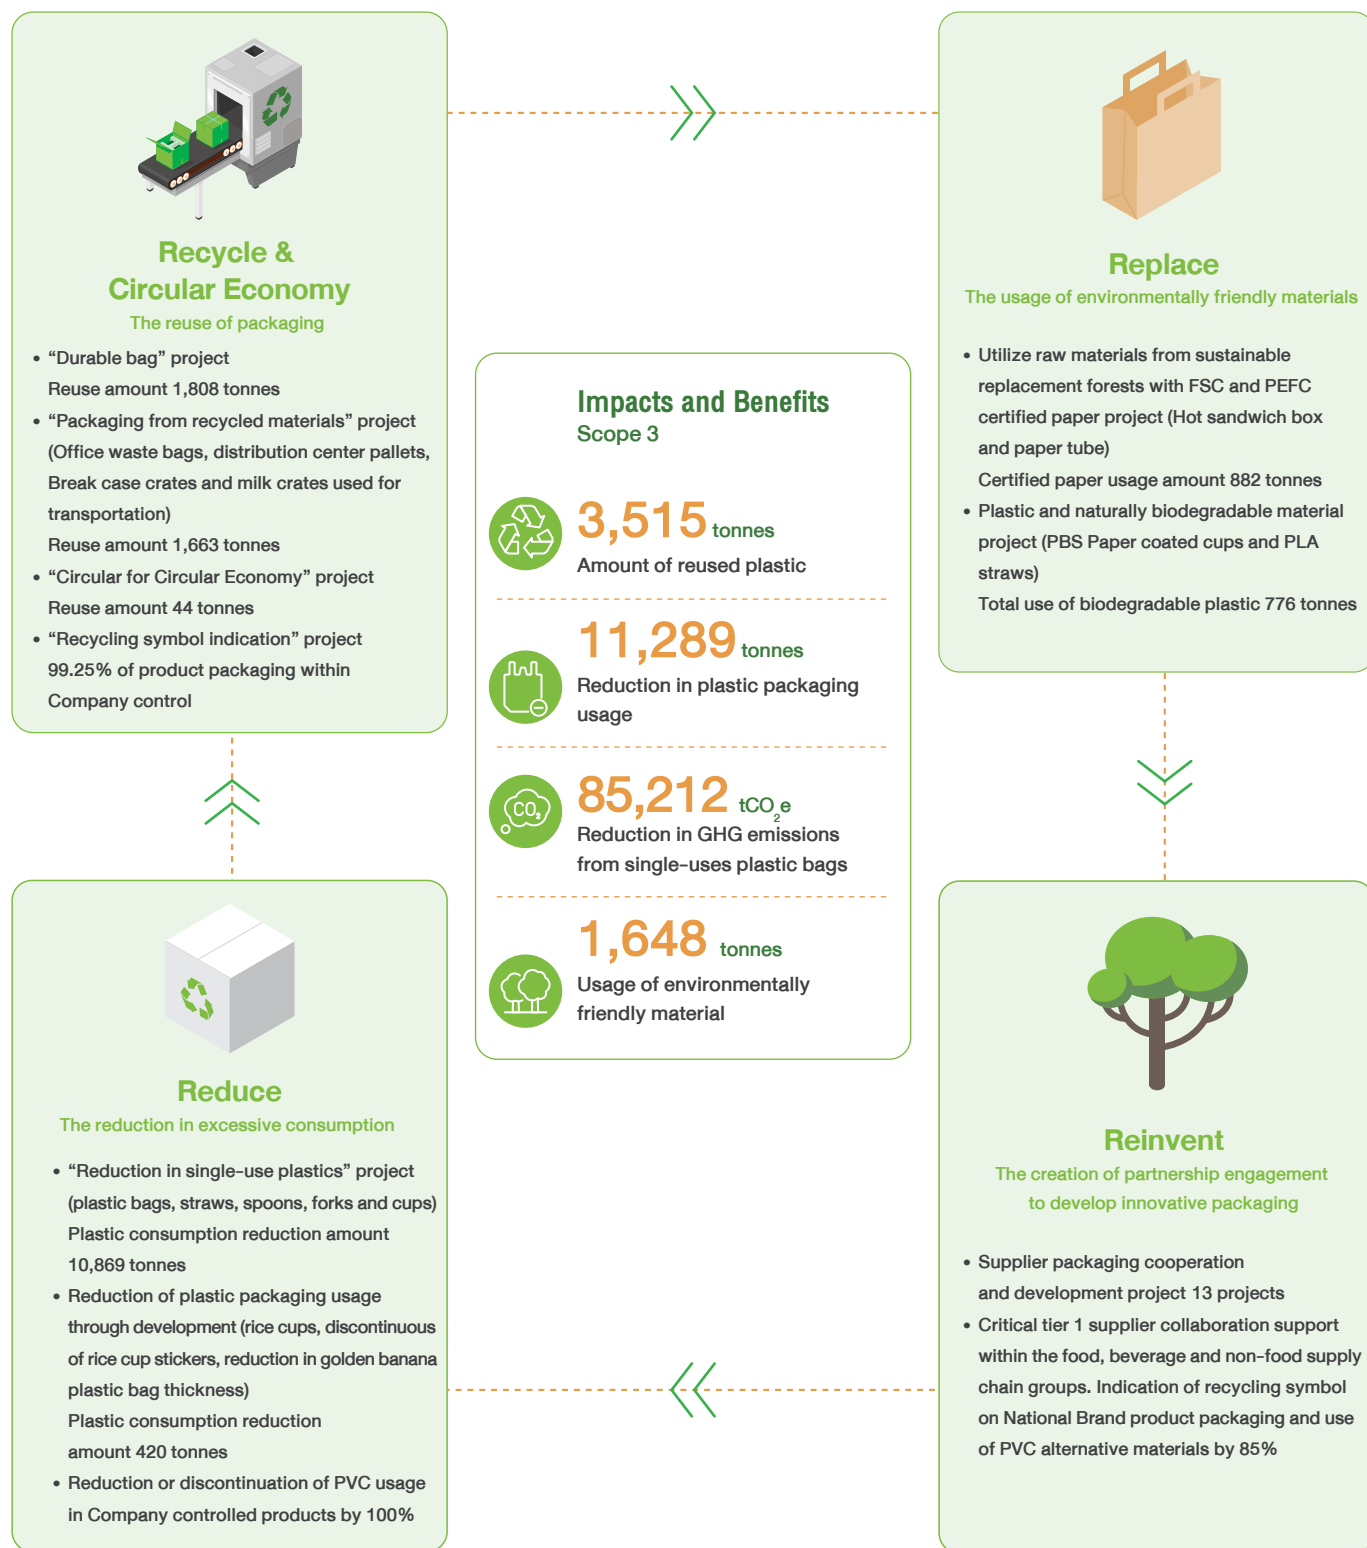 Recycle &
Circular Economy
The reuse of packaging
• “Durable bag” project
Reuse amount 1,808 tonnes
• “Packaging from recycled materials” project
(Office waste bags, distribution center pallets,
Break case crates and milk crates used for
transportation)
Reuse amount 1,663 tonnes
• “Circular for Circular Economy” project
Reuse amount 44 tonnes
• “Recycling symbol indication” project
99.25% of product packaging within
Company control
Replace
The usage of environmentally friendly materials
• Utilize raw materials from sustainable
replacement forests with FSC and PEFC
certified paper project (Hot sandwich box
and paper tube)
Certified paper usage amount 882 tonnes
• Plastic and naturally biodegradable material
project (PBS Paper coated cups and PLA
straws)
Total use of biodegradable plastic 776 tonnes
Impacts and Benefits
Scope 3
3,515 tonnes
Amount of reused plastic
11,289 tonnes
Reduction in plastic packaging
usage
CO₂
85,212 tCO₂e
Reduction in GHG emissions
from single-uses plastic bags
1,648 tonnes
Usage of environmentally
friendly material
Reduce
The reduction in excessive consumption
• “Reduction in single-use plastics” project
(plastic bags, straws, spoons, forks and cups)
Plastic consumption reduction amount
10,869 tonnes
• Reduction of plastic packaging usage
through development (rice cups, discontinuous
of rice cup stickers, reduction in golden banana
plastic bag thickness)
Plastic consumption reduction
amount 420 tonnes
• Reduction or discontinuation of PVC usage
in Company controlled products by 100%
Reinvent
The creation of partnership engagement
to develop innovative packaging
• Supplier packaging cooperation
and development project 13 projects
• Critical tier 1 supplier collaboration support
within the food, beverage and non-food supply
chain groups. Indication of recycling symbol
on National Brand product packaging and use
of PVC alternative materials by 85%